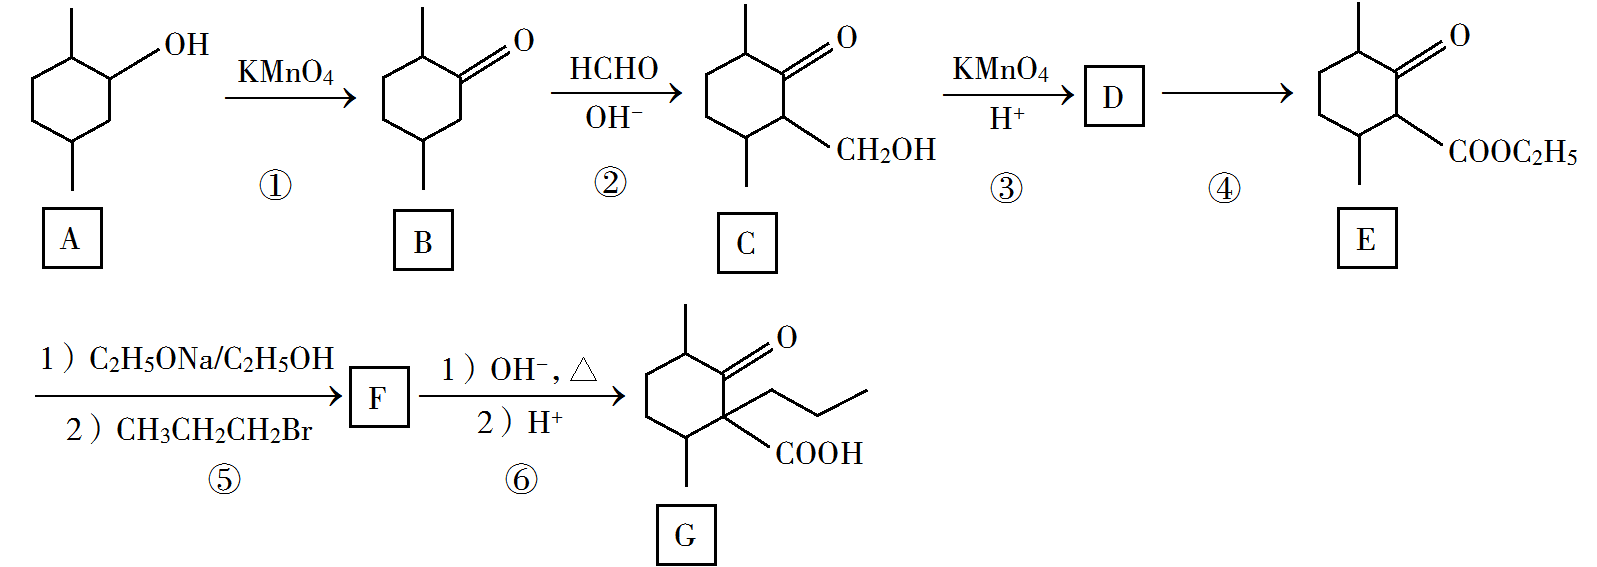 OH
KMnO₄
①
A
O
B
HCHO
OH⁻
②
O
CH₂OH
C
KMnO₄
H⁺
③
D
④
O
COOC₂H₅
E
1）C₂H₅ONa/C₂H₅OH
2）CH₃CH₂CH₂Br
⑤
F
1）OH⁻, △
2）H⁺
⑥
O
COOH
G